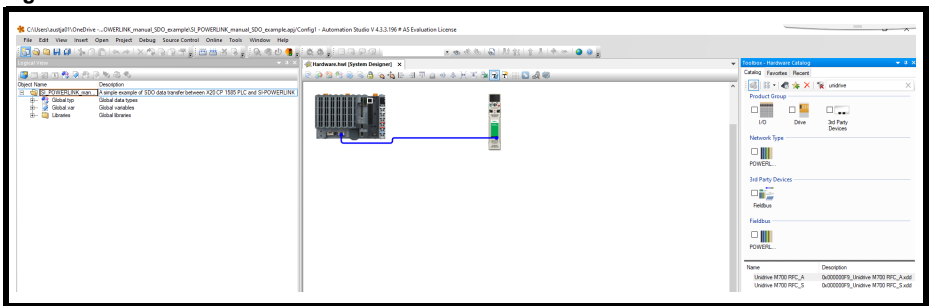 C:\Users\austja01\OneDrive -...OWERLINK_manual_SDO_example\SI_POWERLINK_manual_SDO_example.apj/Config1 - Automation Studio V 4.3.3.196 # AS Evaluation License
File Edit View Insert Open Project Debug Source Control Online Tools Window Help
Logical View
Hardware.hwl [System Designer] X
Toolbox - Hardware Catalog
Catalog Favorites Recent
unidrive
Object Name Description
SI_POWERLINK_man A simple example of SDO data transfer between X20 CP 1585 PLC and SI-POWERLINK
Global.typ Global data types
Global.var Global variables
Libraries Global libraries
Product Group
I/O Drive 3rd Party
Devices
Network Type
POWERL...
3rd Party Devices
Fieldbus
Fieldbus
POWERL...
Name Description
Unidrive M700 RFC_A 0x000000F9_Unidrive M700 RFC_A.xdd
Unidrive M700 RFC_S 0x000000F9_Unidrive M700 RFC_S.xdd